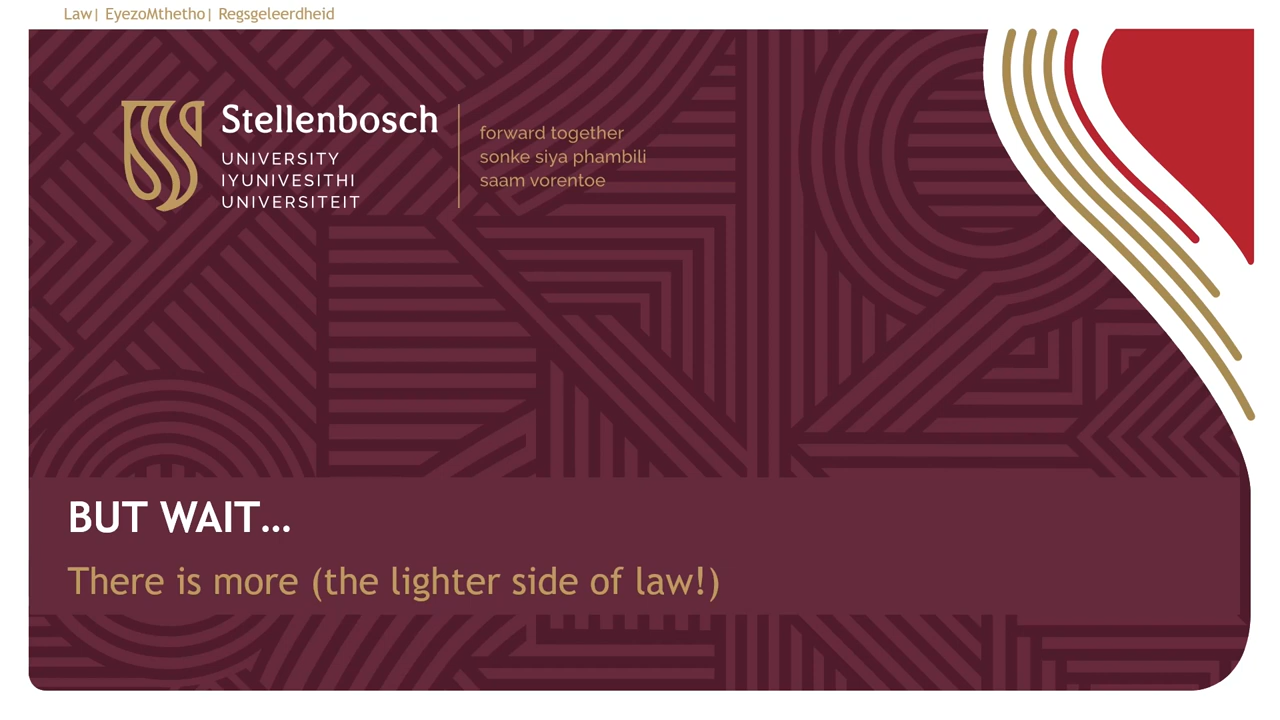 Law| EyezoMthetho| Regsgeleerdheid
Stellenbosch
UNIVERSITY
IYUNIVESITHI
UNIVERSITEIT
forward together
sonke siya phambili
saam vorentoe
BUT WAIT…
There is more (the lighter side of law!)